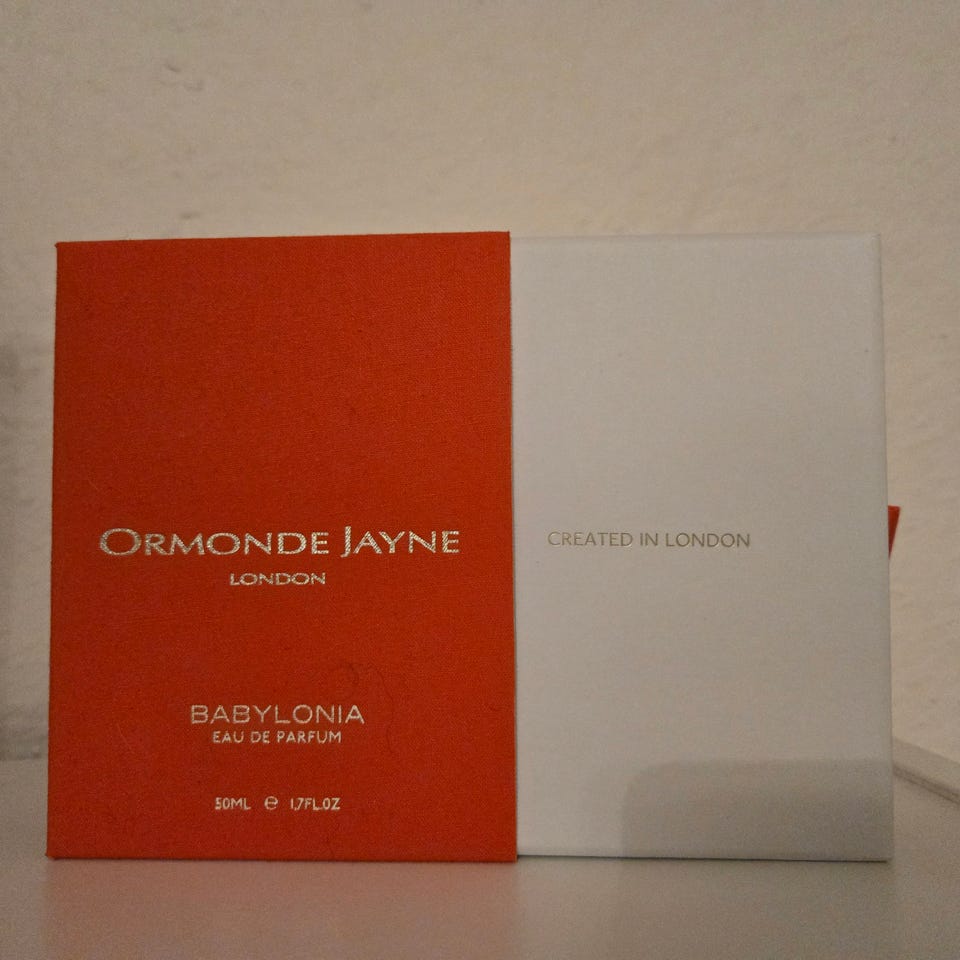 ORMONDE JAYNE
LONDON
BABYLONIA
EAU DE PARFUM
50ML ℮ 1,7FL.OZ
CREATED IN LONDON